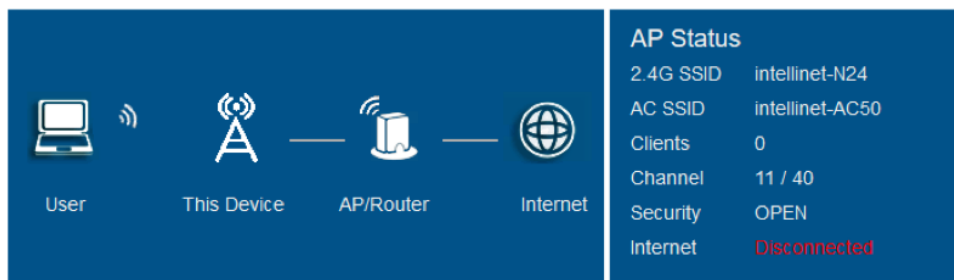 User
This Device
AP/Router
Internet
AP Status
2.4G SSID intellinet-N24
AC SSID intellinet-AC50
Clients 0
Channel 11 / 40
Security OPEN
Internet Disconnected